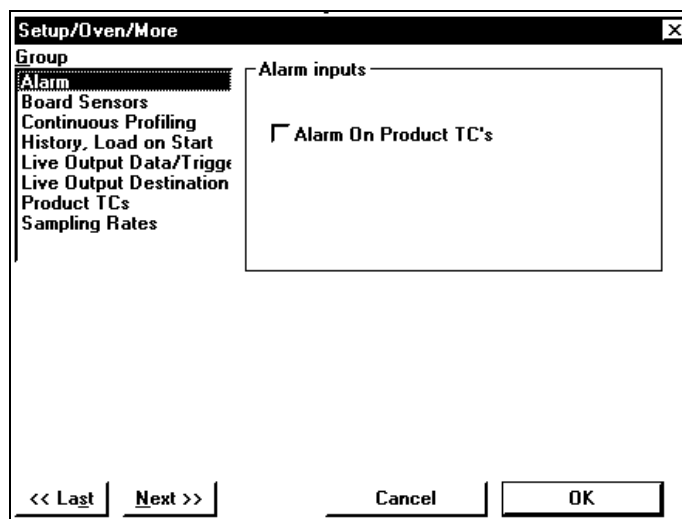 Setup/Oven/More
Group
Alarm
Board Sensors
Continuous Profiling
History, Load on Start
Live Output Data/Trigge
Live Output Destination
Product TCs
Sampling Rates
Alarm inputs
Alarm On Product TC's
<< Last
Next >>
Cancel
OK